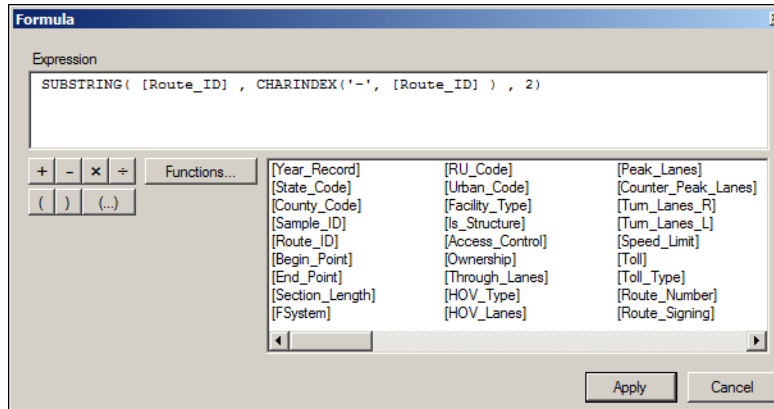 Formula
Expression
SUBSTRING( [Route_ID] , CHARINDEX('-', [Route_ID] ) , 2)
+ - × ÷ Functions...
( ) (...)
[Year_Record] [RU_Code] [Peak_Lanes]
[State_Code] [Urban_Code] [Counter_Peak_Lanes]
[County_Code] [Facility_Type] [Turn_Lanes_R]
[Sample_ID] [Is_Structure] [Turn_Lanes_L]
[Route_ID] [Access_Control] [Speed_Limit]
[Begin_Point] [Ownership] [Toll]
[End_Point] [Through_Lanes] [Toll_Type]
[Section_Length] [HOV_Type] [Route_Number]
[FSystem] [HOV_Lanes] [Route_Signing]
Apply Cancel